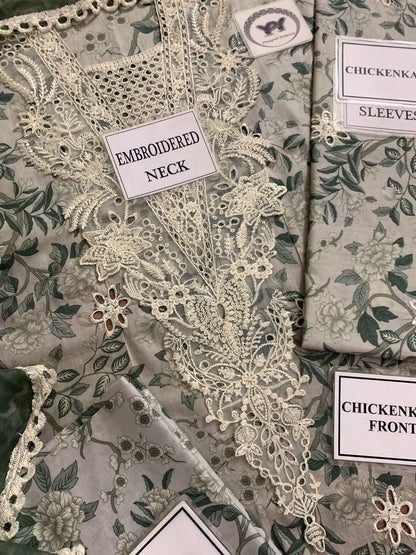 CHICKENKA
SLEEVES
EMBROIDERED
NECK
CHICKENKA
FRONT